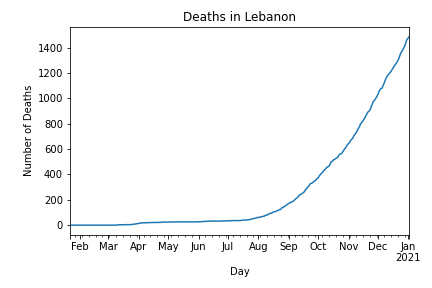 Deaths in Lebanon
Number of Deaths
1400
1200
1000
800
600
400
200
0
Feb Mar Apr May Jun Jul Aug Sep Oct Nov Dec Jan
2021
Day